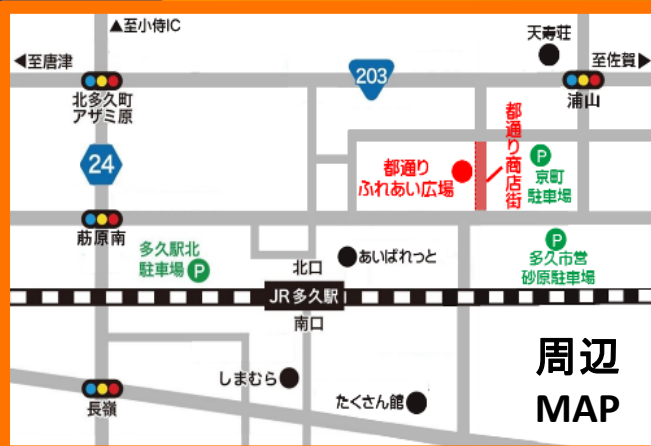 ▲至小侍IC
天寿荘
◀至唐津
203
至佐賀▶
北多久町
アザミ原
浦山
都通り商店街
24
都通り
ふれあい広場
P
京町
駐車場
莇原南
多久駅北
駐車場 P
北口
あいぱれっと
P
多久市営
砂原駐車場
JR多久駅
南口
しまむら
長嶺
たくさん館
周辺
MAP